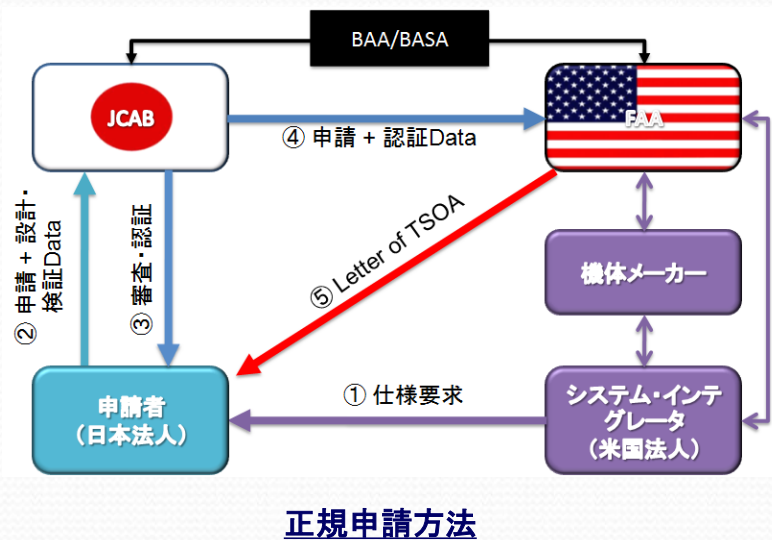 BAA/BASA
JCAB
FAA
④ 申請 + 認証Data
② 申請 + 設計・
検証Data
③ 審査・認証
⑤ Letter of TSOA
機体メーカー
① 仕様要求
申請者
（日本法人）
システム・インテ
グレータ
（米国法人）
正規申請方法